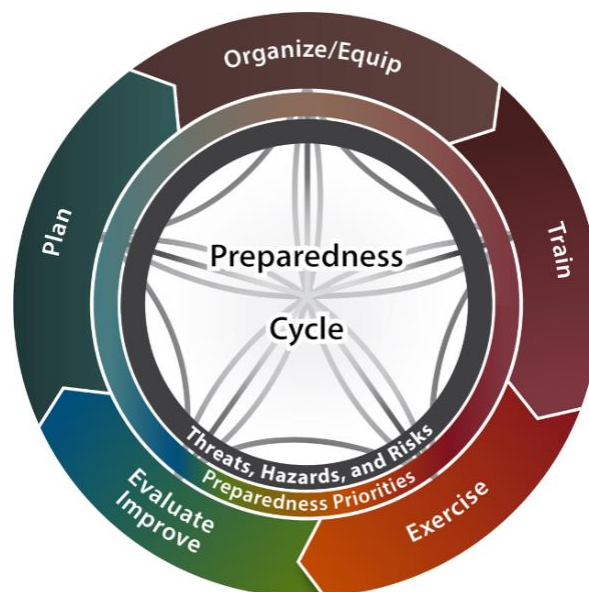 Organize/Equip
Plan
Train
Preparedness
Cycle
Threats, Hazards, and Risks
Preparedness Priorities
Evaluate
Improve
Exercise